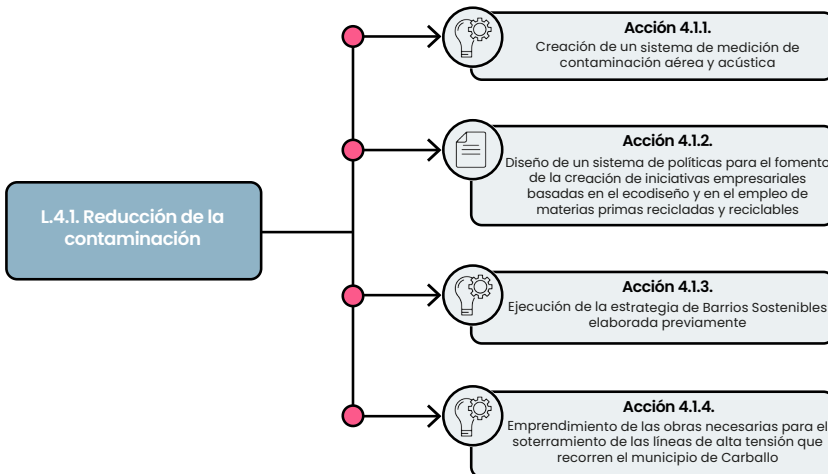 L.4.1. Reducción de la
contaminación
Acción 4.1.1.
Creación de un sistema de medición de
contaminación aérea y acústica
Acción 4.1.2.
Diseño de un sistema de políticas para el fomento
de la creación de iniciativas empresariales
basadas en el ecodiseño y en el empleo de
materias primas recicladas y reciclables
Acción 4.1.3.
Ejecución de la estrategia de Barrios Sostenibles
elaborada previamente
Acción 4.1.4.
Emprendimiento de las obras necesarias para el
soterramiento de las líneas de alta tensión que
recorren el municipio de Carballo